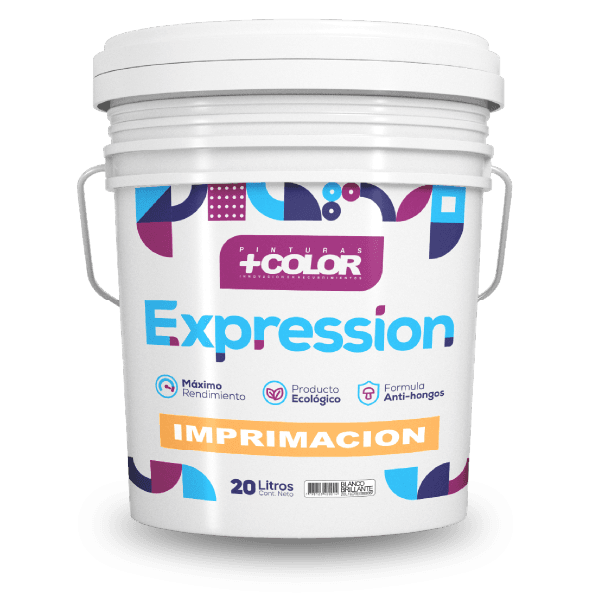 PINTURAS
+COLOR
Expression
Máximo
Rendimiento
Producto
Ecológico
Formula
Anti-hongos
IMPRIMACION
20 Litros
Cont. Neto
BLANCO
BRILLANTE